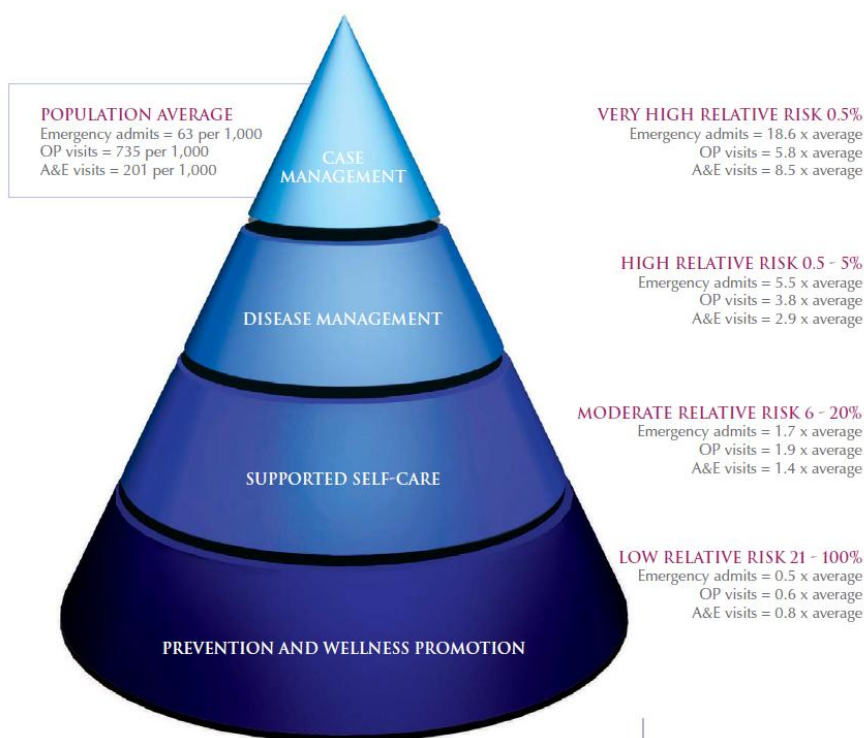 POPULATION AVERAGE
Emergency admits = 63 per 1,000
OP visits = 735 per 1,000
A&E visits = 201 per 1,000
CASE
MANAGEMENT
VERY HIGH RELATIVE RISK 0.5%
Emergency admits = 18.6 x average
OP visits = 5.8 x average
A&E visits = 8.5 x average
DISEASE MANAGEMENT
HIGH RELATIVE RISK 0.5 - 5%
Emergency admits = 5.5 x average
OP visits = 3.8 x average
A&E visits = 2.9 x average
SUPPORTED SELF-CARE
MODERATE RELATIVE RISK 6 - 20%
Emergency admits = 1.7 x average
OP visits = 1.9 x average
A&E visits = 1.4 x average
PREVENTION AND WELLNESS PROMOTION
LOW RELATIVE RISK 21 - 100%
Emergency admits = 0.5 x average
OP visits = 0.6 x average
A&E visits = 0.8 x average